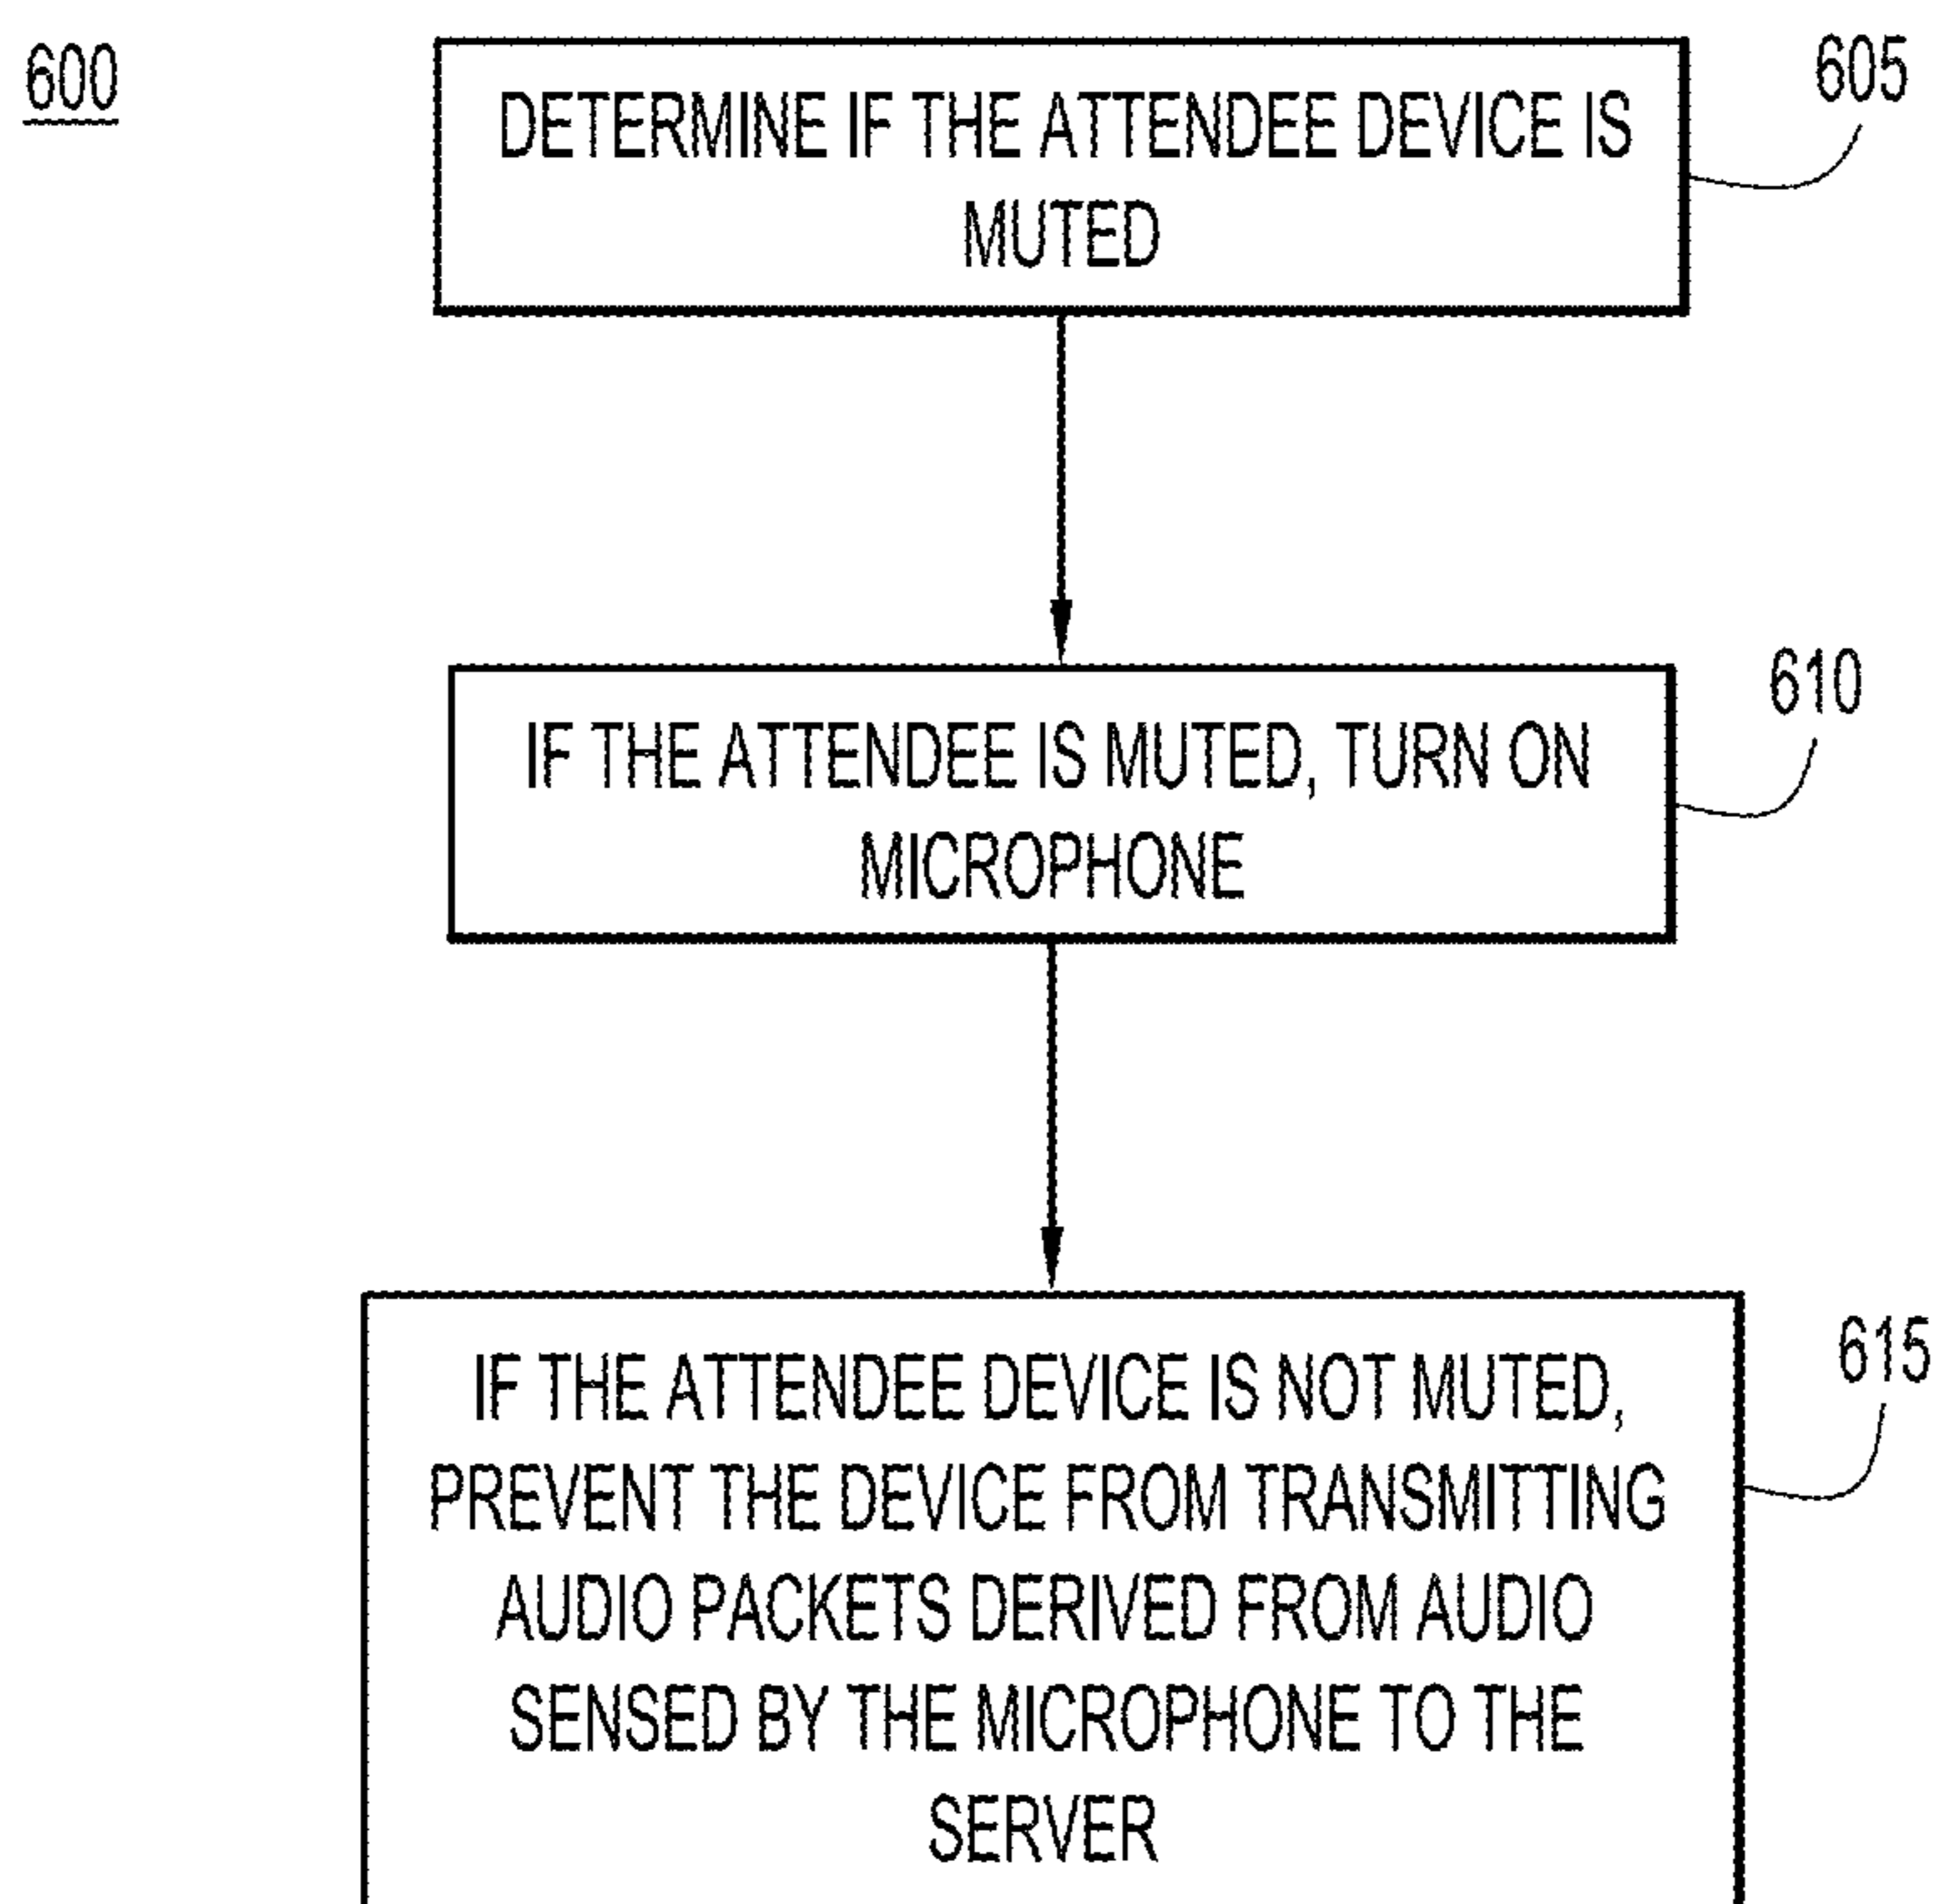 600
605
DETERMINE IF THE ATTENDEE DEVICE IS
MUTED
610
IF THE ATTENDEE IS MUTED, TURN ON
MICROPHONE
615
IF THE ATTENDEE DEVICE IS NOT MUTED,
PREVENT THE DEVICE FROM TRANSMITTING
AUDIO PACKETS DERIVED FROM AUDIO
SENSED BY THE MICROPHONE TO THE
SERVER